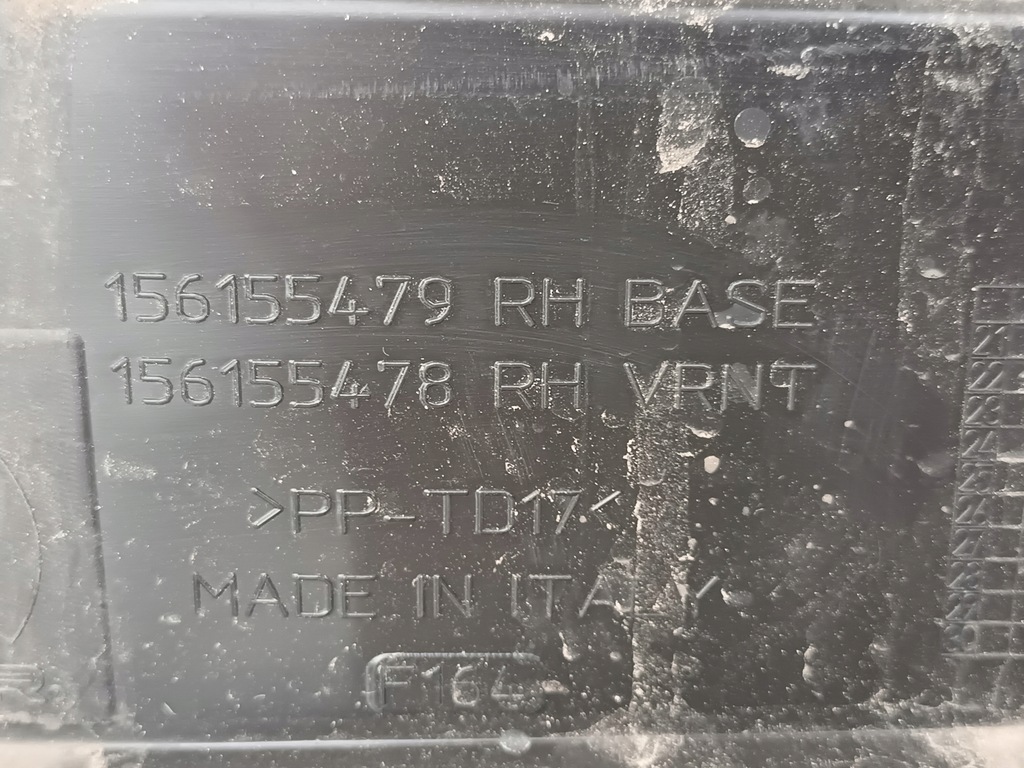 156155479 RH BASE
156155478 RH VRNT
>PP-TD17<
MADE IN ITALY
F164